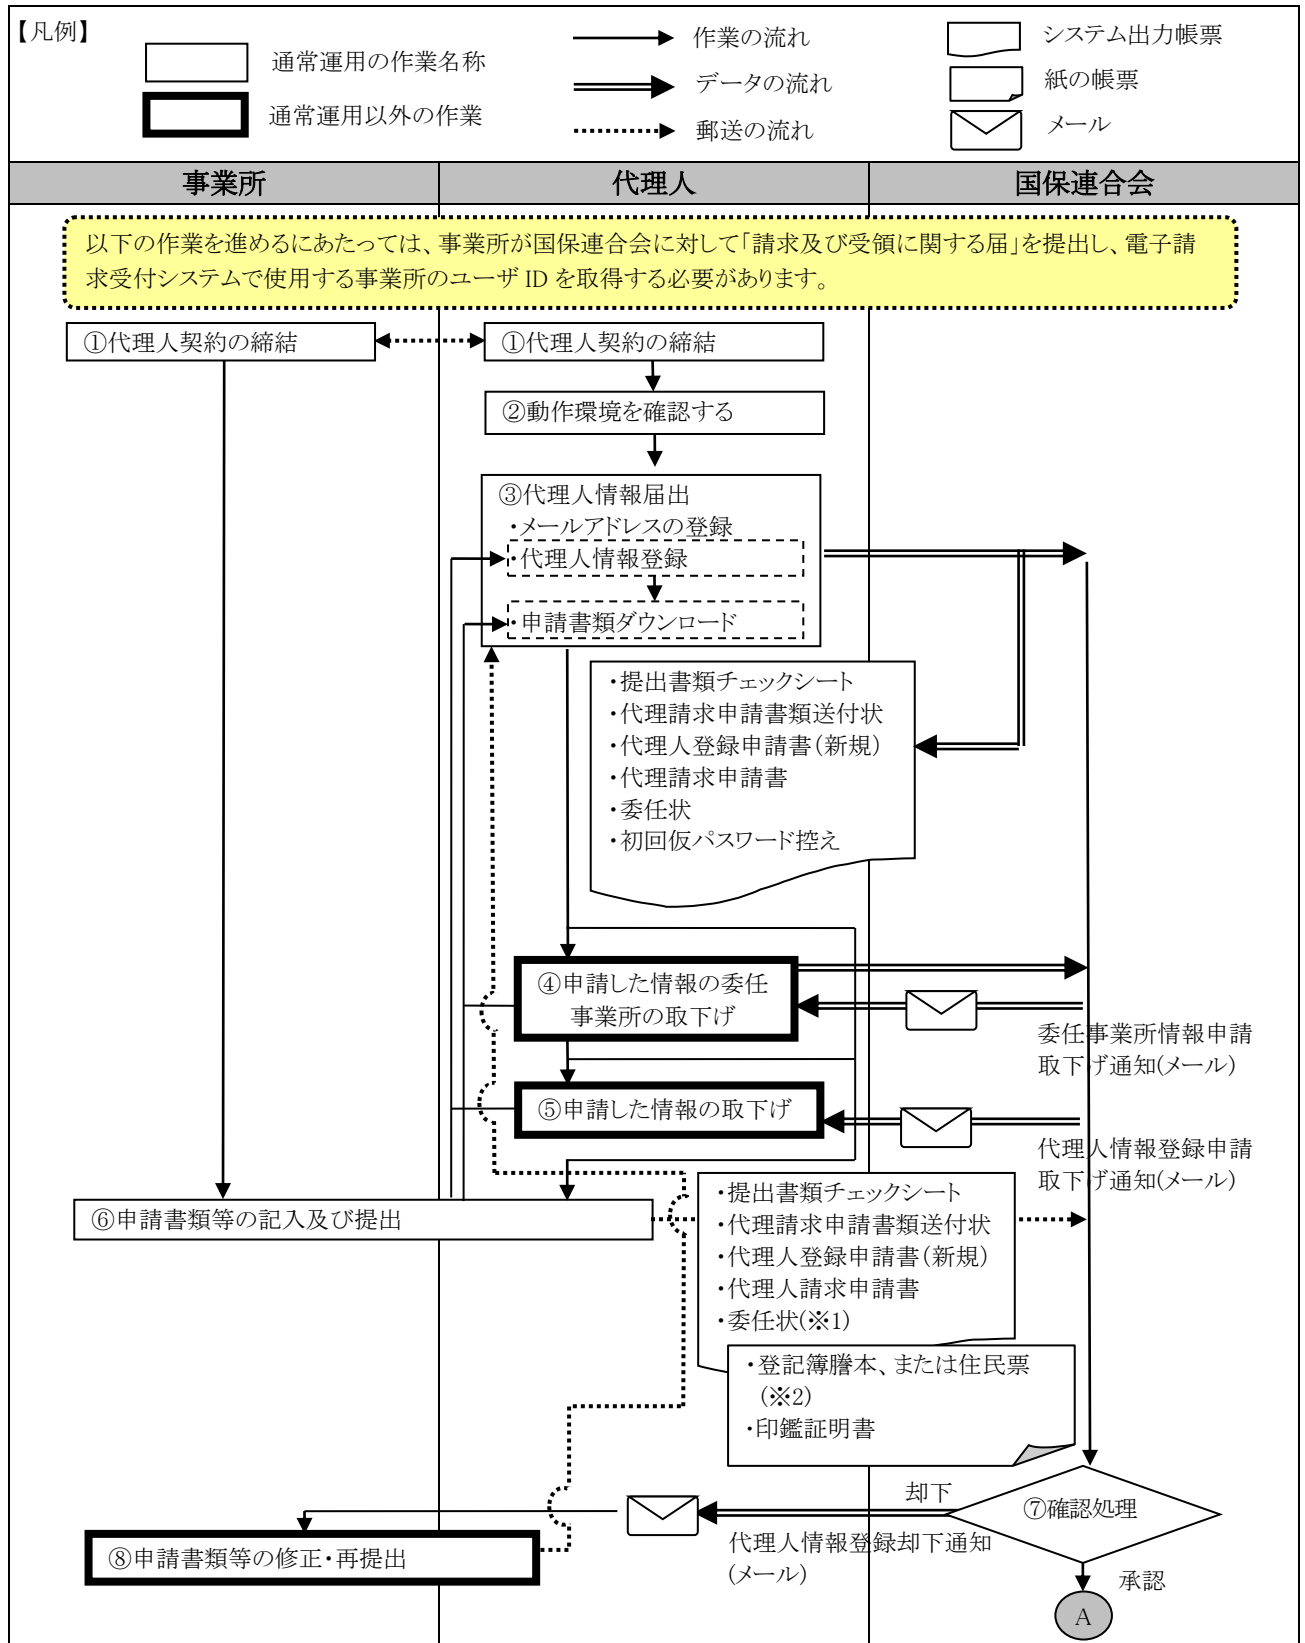 【凡例】
通常運用の作業名称
通常運用以外の作業
作業の流れ
データの流れ
郵送の流れ
システム出力帳票
紙の帳票
メール
事業所
代理人
国保連合会
以下の作業を進めるにあたっては、事業所が国保連合会に対して「請求及び受領に関する届」を提出し、電子請
求受付システムで使用する事業所のユーザ ID を取得する必要があります。
①代理人契約の締結
①代理人契約の締結
②動作環境を確認する
③代理人情報届出
・メールアドレスの登録
・代理人情報登録
・申請書類ダウンロード
・提出書類チェックシート
・代理請求申請書類送付状
・代理人登録申請書（新規）
・代理請求申請書
・委任状
・初回仮パスワード控え
④申請した情報の委任
事業所の取下げ
委任事業所情報申請
取下げ通知(メール)
⑤申請した情報の取下げ
代理人情報登録申請
取下げ通知(メール)
⑥申請書類等の記入及び提出
・提出書類チェックシート
・代理請求申請書類送付状
・代理人登録申請書（新規）
・代理人請求申請書
・委任状(※1)
・登記簿謄本、または住民票
(※2)
・印鑑証明書
却下
⑦確認処理
代理人情報登録却下通知
(メール)
⑧申請書類等の修正・再提出
承認
A